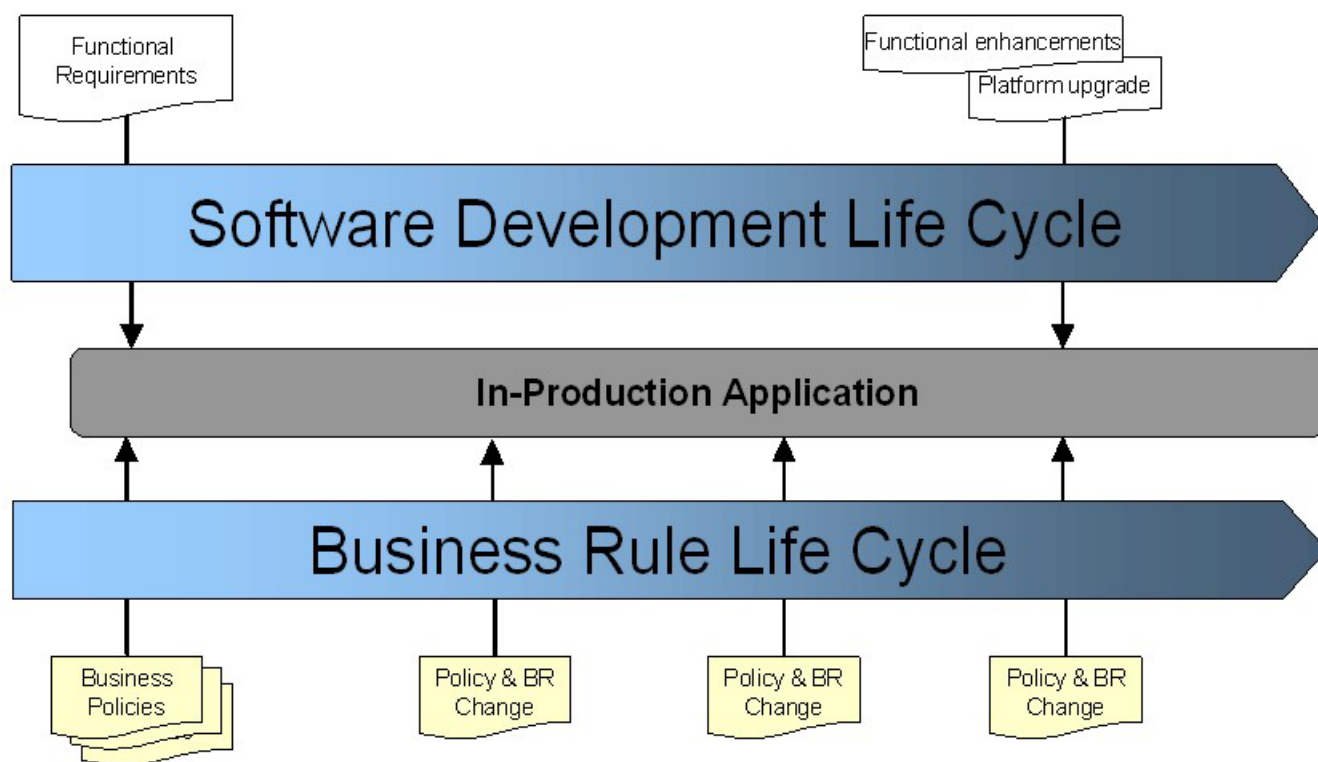 Functional
Requirements
Functional enhancements
Platform upgrade
Software Development Life Cycle
In-Production Application
Business Rule Life Cycle
Business
Policies
Policy & BR
Change
Policy & BR
Change
Policy & BR
Change